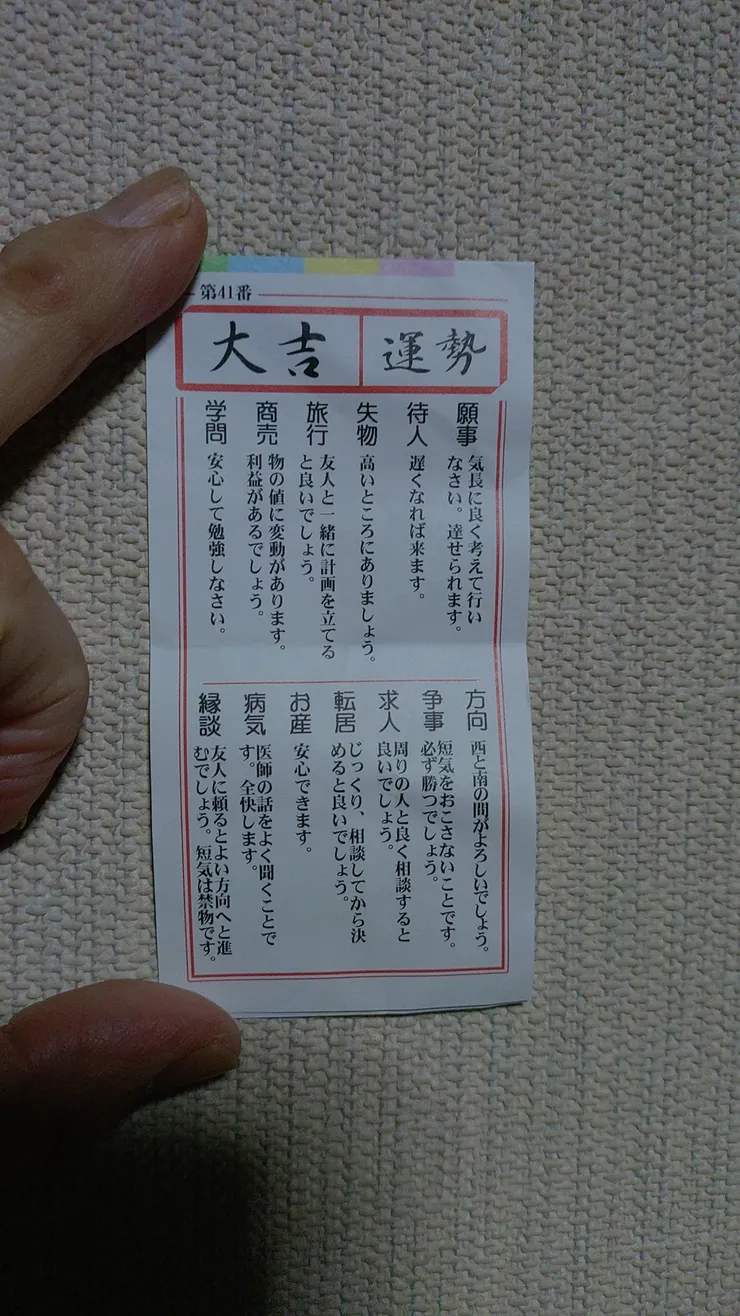 第41番
運勢
大吉
願事
気長に良く考えて行い
なさい。達せられます。
待人
遅くなれば来ます。
失物
高いところにありましょう。
旅行
友人と一緒に計画を立てる
と良いでしょう。
商売
物の値に変動があります。
利益があるでしょう。
学問
安心して勉強しなさい。
方向
西と南の間がよろしいでしょう。
争事
短気をおこさないことです。
必ず勝つでしょう。
求人
周りの人と良く相談すると
良いでしょう。
転居
じっくり、相談してから決
めると良いでしょう。
お産
安心できます。
病気
医師の話をよく聞くことで
す。全快します。
縁談
友人に頼るとよい方向へと進
むでしょう。短気は禁物です。